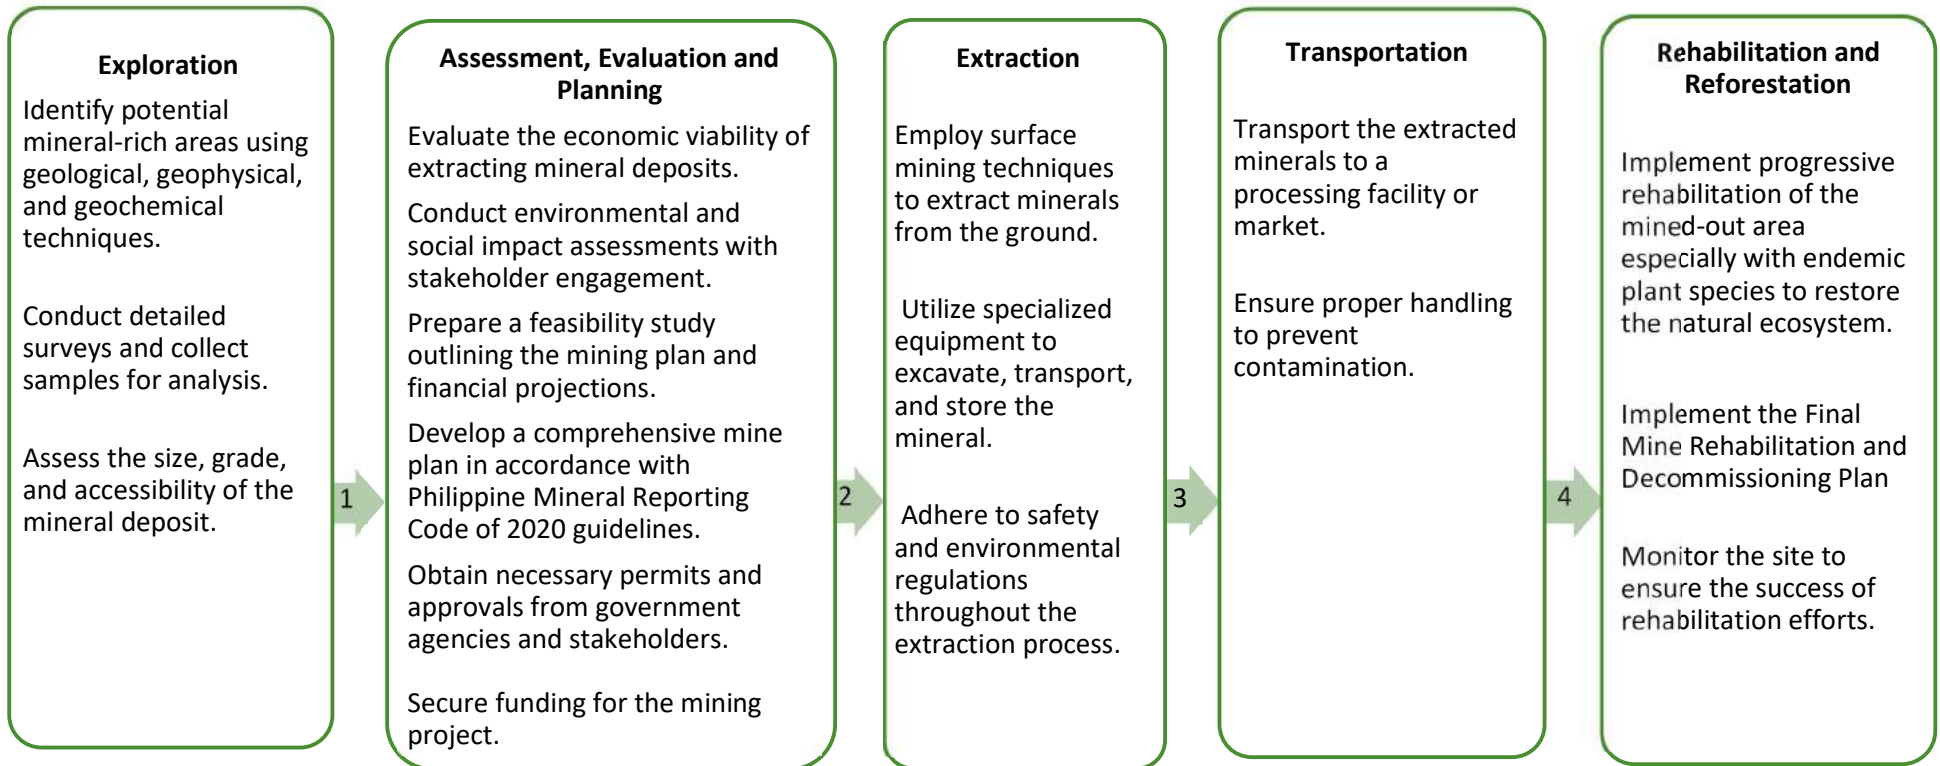 Exploration
Identify potential
mineral-rich areas using
geological, geophysical,
and geochemical
techniques.
Conduct detailed
surveys and collect
samples for analysis.
Assess the size, grade,
and accessibility of the
mineral deposit.
1
Assessment, Evaluation and
Planning
Evaluate the economic viability of
extracting mineral deposits.
Conduct environmental and
social impact assessments with
stakeholder engagement.
Prepare a feasibility study
outlining the mining plan and
financial projections.
Develop a comprehensive mine
plan in accordance with
Philippine Mineral Reporting
Code of 2020 guidelines.
Obtain necessary permits and
approvals from government
agencies and stakeholders.
Secure funding for the mining
project.
2
Extraction
Employ surface
mining techniques
to extract minerals
from the ground.
Utilize specialized
equipment to
excavate, transport,
and store the
mineral.
Adhere to safety
and environmental
regulations
throughout the
extraction process.
3
Transportation
Transport the extracted
minerals to a
processing facility or
market.
Ensure proper handling
to prevent
contamination.
4
Rehabilitation and
Reforestation
Implement progressive
rehabilitation of the
mined-out area
especially with endemic
plant species to restore
the natural ecosystem.
Implement the Final
Mine Rehabilitation and
Decommissioning Plan
Monitor the site to
ensure the success of
rehabilitation efforts.